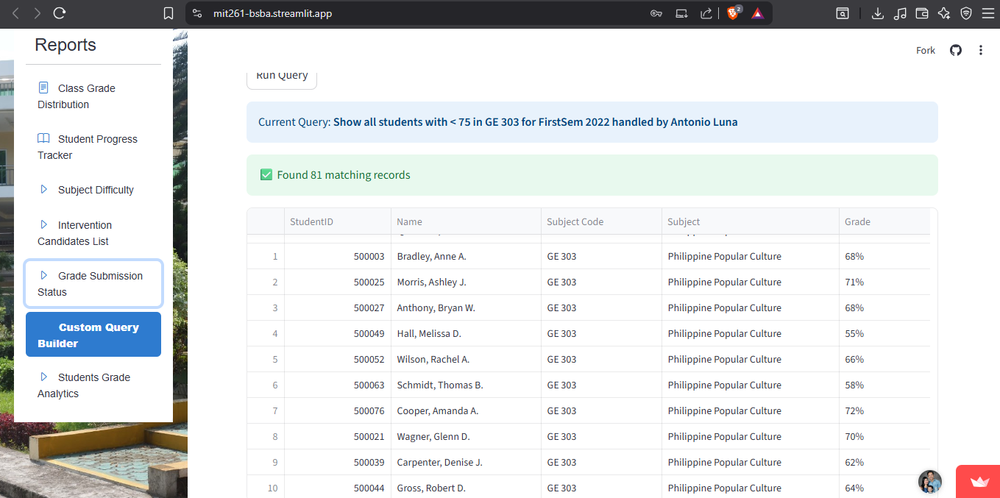 mit261-bsba.streamlit.app
2
Reports
Class Grade
Distribution
Student Progress
Tracker
Subject Difficulty
Intervention
Candidates List
Grade Submission
Status
Custom Query
Builder
Students Grade
Analytics
Fork
Run Query
Current Query: Show all students with < 75 in GE 303 for FirstSem 2022 handled by Antonio Luna
✅ Found 81 matching records
StudentID Name Subject Code Subject Grade
1 500003 Bradley, Anne A. GE 303 Philippine Popular Culture 68%
2 500025 Morris, Ashley J. GE 303 Philippine Popular Culture 71%
3 500027 Anthony, Bryan W. GE 303 Philippine Popular Culture 68%
4 500049 Hall, Melissa D. GE 303 Philippine Popular Culture 55%
5 500052 Wilson, Rachel A. GE 303 Philippine Popular Culture 66%
6 500063 Schmidt, Thomas B. GE 303 Philippine Popular Culture 58%
7 500076 Cooper, Amanda A. GE 303 Philippine Popular Culture 72%
8 500021 Wagner, Glenn D. GE 303 Philippine Popular Culture 70%
9 500039 Carpenter, Denise J. GE 303 Philippine Popular Culture 62%
10 500044 Gross, Robert D. GE 303 Philippine Popular Culture 64%